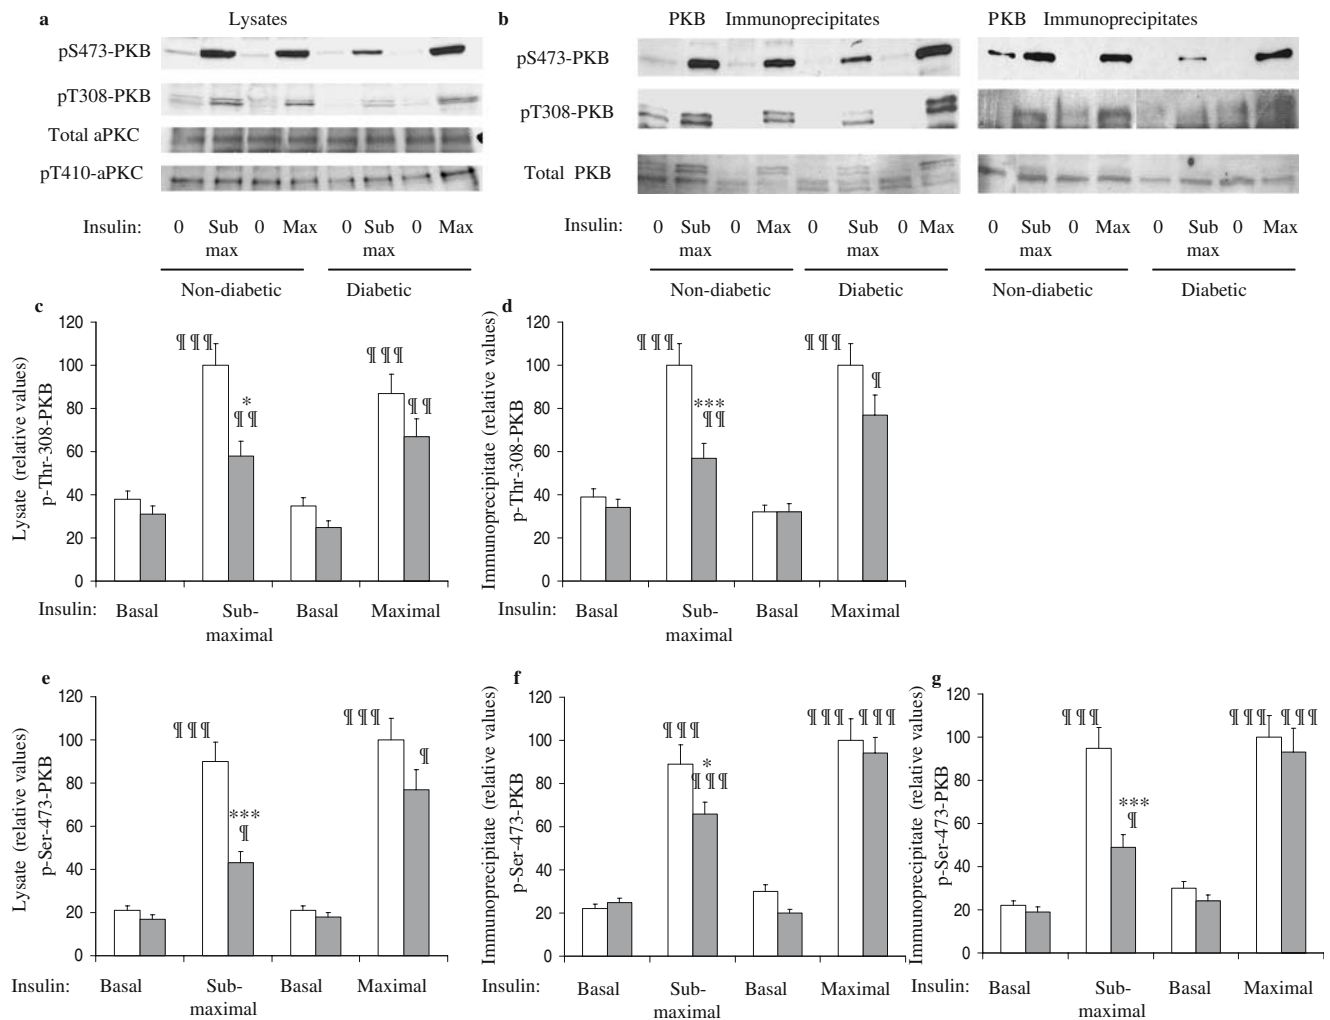 a
Lysates
pS473-PKB
pT308-PKB
Total aPKC
pT410-aPKC
Insulin: 0 Sub max 0 Max 0 Sub max 0 Max
Non-diabetic Diabetic
b
PKB Immunoprecipitates PKB Immunoprecipitates
pS473-PKB
pT308-PKB
Total PKB
Insulin: 0 Sub max 0 Max 0 Sub max 0 Max 0 Sub max 0 Max 0 Sub max 0 Max
Non-diabetic Diabetic Non-diabetic Diabetic
c
Lysate (relative values)
p-Thr-308-PKB
120
100
80
60
40
20
0
¶¶¶
*
¶¶
¶¶¶
¶¶
Insulin: Basal Sub-maximal Basal Maximal
d
Immunoprecipitate (relative values)
p-Thr-308-PKB
120
100
80
60
40
20
0
¶¶¶
***
¶¶
¶¶¶
¶
Insulin: Basal Sub-maximal Basal Maximal
e
Lysate (relative values)
p-Ser-473-PKB
120
100
80
60
40
20
0
¶¶¶
***
¶
¶¶¶
¶
Insulin: Basal Sub-maximal Basal Maximal
f
Immunoprecipitate (relative values)
p-Ser-473-PKB
120
100
80
60
40
20
0
¶¶¶
*
¶¶¶
¶¶¶ ¶¶¶
Insulin: Basal Sub-maximal Basal Maximal
g
Immunoprecipitate (relative values)
p-Ser-473-PKB
120
100
80
60
40
20
0
¶¶¶
***
¶
¶¶¶ ¶¶¶
Insulin: Basal Sub-maximal Basal Maximal